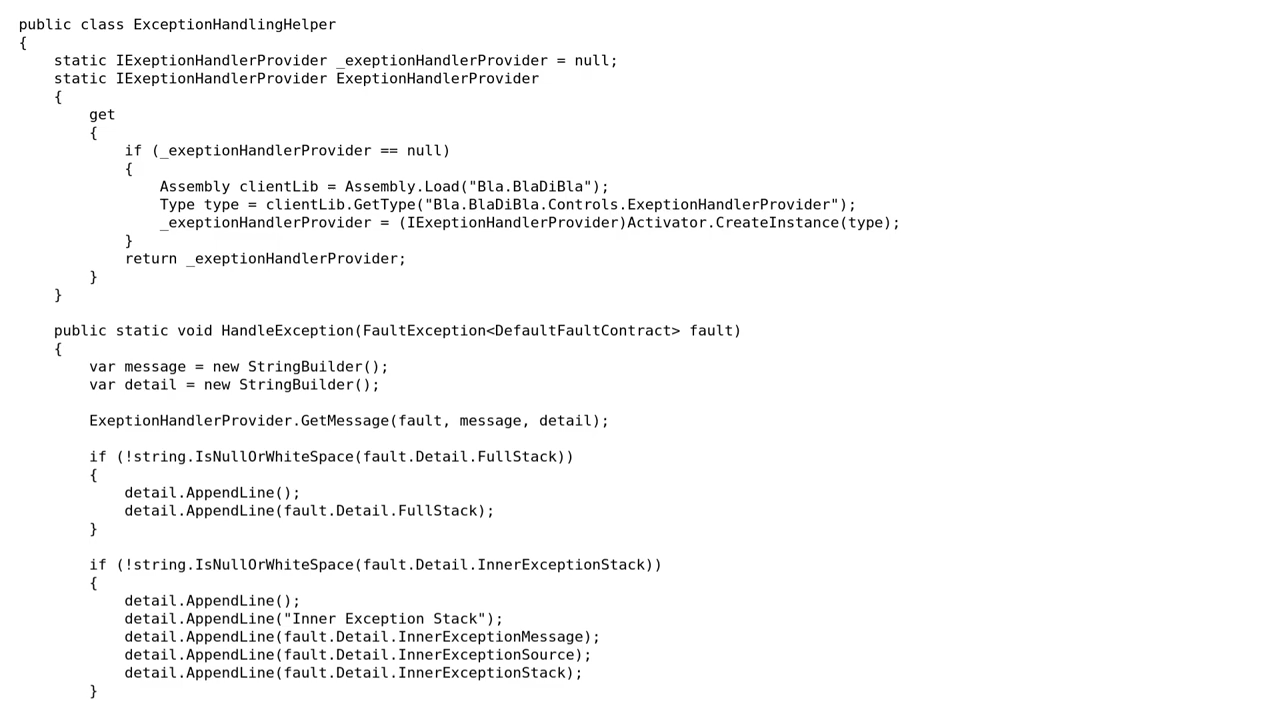 public class ExceptionHandlingHelper
{
    static IExeptionHandlerProvider _exeptionHandlerProvider = null;
    static IExeptionHandlerProvider ExeptionHandlerProvider
    {
        get
        {
            if (_exeptionHandlerProvider == null)
            {
                Assembly clientLib = Assembly.Load("Bla.BlaDiBla");
                Type type = clientLib.GetType("Bla.BlaDiBla.Controls.ExeptionHandlerProvider");
                _exeptionHandlerProvider = (IExeptionHandlerProvider)Activator.CreateInstance(type);
            }
            return _exeptionHandlerProvider;
        }
    }

    public static void HandleException(FaultException<DefaultFaultContract> fault)
    {
        var message = new StringBuilder();
        var detail = new StringBuilder();

        ExeptionHandlerProvider.GetMessage(fault, message, detail);

        if (!string.IsNullOrWhiteSpace(fault.Detail.FullStack))
        {
            detail.AppendLine();
            detail.AppendLine(fault.Detail.FullStack);
        }

        if (!string.IsNullOrWhiteSpace(fault.Detail.InnerExceptionStack))
        {
            detail.AppendLine();
            detail.AppendLine("Inner Exception Stack");
            detail.AppendLine(fault.Detail.InnerExceptionMessage);
            detail.AppendLine(fault.Detail.InnerExceptionSource);
            detail.AppendLine(fault.Detail.InnerExceptionStack);
        }